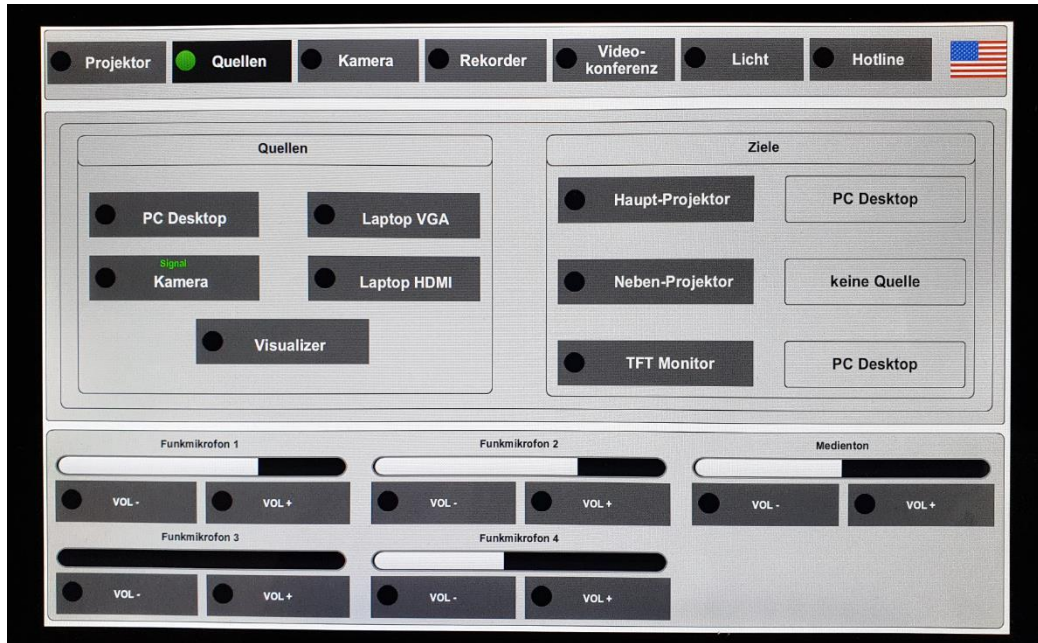 Projektor
Quellen
Kamera
Rekorder
Video-
konferenz
Licht
Hotline
Quellen
PC Desktop
Laptop VGA
Signal
Kamera
Laptop HDMI
Visualizer
Ziele
Haupt-Projektor
PC Desktop
Neben-Projektor
keine Quelle
TFT Monitor
PC Desktop
Funkmikrofon 1
VOL -
VOL +
Funkmikrofon 2
VOL -
VOL +
Medienton
VOL -
VOL +
Funkmikrofon 3
VOL -
VOL +
Funkmikrofon 4
VOL -
VOL +